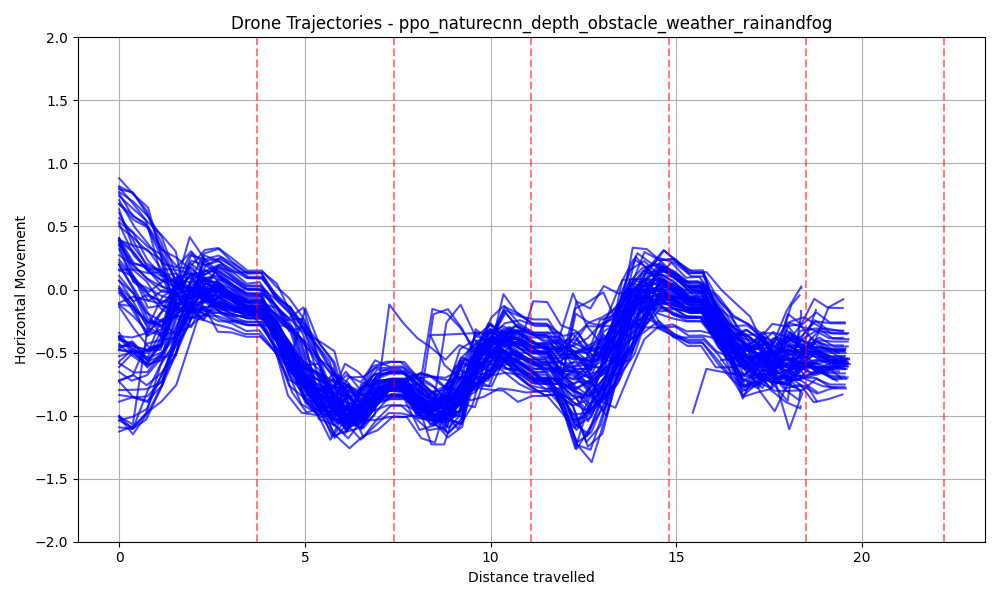 Drone Trajectories - ppo_naturecnn_depth_obstacle_weather_rainandfog
2.0
1.5
1.0
0.5
0.0
−0.5
−1.0
−1.5
−2.0
Horizontal Movement
0 5 10 15 20
Distance travelled